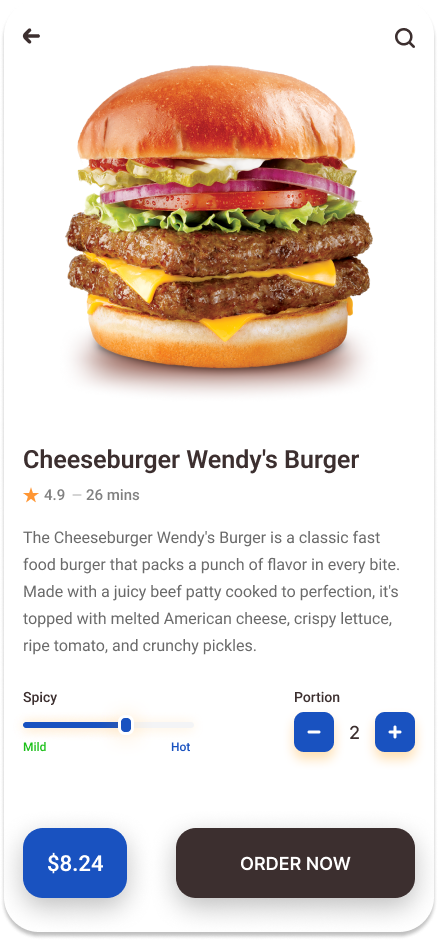 Cheeseburger Wendy's Burger
4.9 — 26 mins
The Cheeseburger Wendy's Burger is a classic fast
food burger that packs a punch of flavor in every bite.
Made with a juicy beef patty cooked to perfection, it's
topped with melted American cheese, crispy lettuce,
ripe tomato, and crunchy pickles.
Spicy
Portion
2
Mild
Hot
$8.24
ORDER NOW